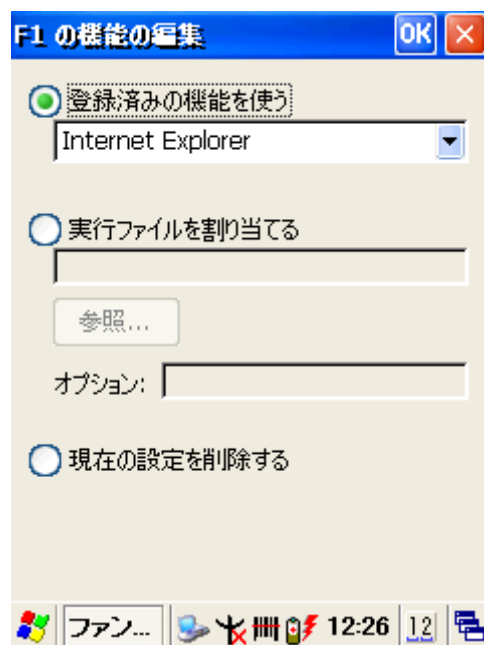 F1 の機能の編集 OK
登録済みの機能を使う
Internet Explorer
実行ファイルを割り当てる
参照...
オプション:
現在の設定を削除する
ファン... 12:26 12